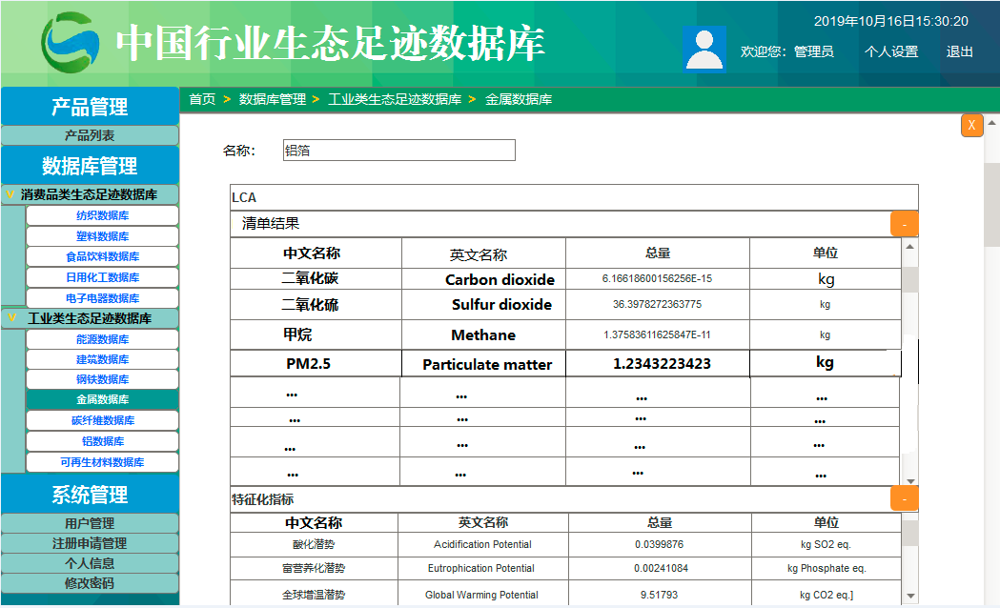 2019年10月16日15:30:20
中国行业生态足迹数据库
欢迎您: 管理员 个人设置 退出
首页 > 数据库管理 > 工业类生态足迹数据库 > 金属数据库
产品管理
产品列表
数据库管理
V 消费品类生态足迹数据库
纺织数据库
塑料数据库
食品饮料数据库
日用化工数据库
电子电器数据库
V 工业类生态足迹数据库
能源数据库
建筑数据库
钢铁数据库
金属数据库
碳纤维数据库
铝数据库
可再生材料数据库
系统管理
用户管理
注册申请管理
个人信息
修改密码
X
名称: 铝箔
LCA
清单结果 -
中文名称 英文名称 总量 单位
二氧化碳 Carbon dioxide 6.16618600156256E-15 kg
二氧化硫 Sulfur dioxide 36.3978272363775 kg
甲烷 Methane 1.37583611625847E-11 kg
PM2.5 Particulate matter 1.2343223423 kg
... ... ... ...
... ... ... ...
... ... ... ...
... ... ... ...
特征化指标 -
中文名称 英文名称 总量 单位
酸化潜势 Acidification Potential 0.0399876 kg SO2 eq.
富营养化潜势 Eutrophication Potential 0.00241084 kg Phosphate eq.
全球增温潜势 Global Warming Potential 9.51793 kg CO2 eq.]